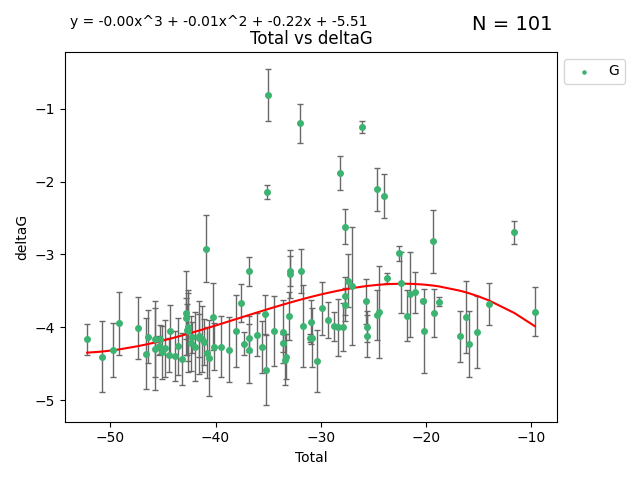 y = -0.00x^3 + -0.01x^2 + -0.22x + -5.51
N = 101
Total vs deltaG
G
deltaG
−1
−2
−3
−4
−5
−50
−40
−30
−20
−10
Total